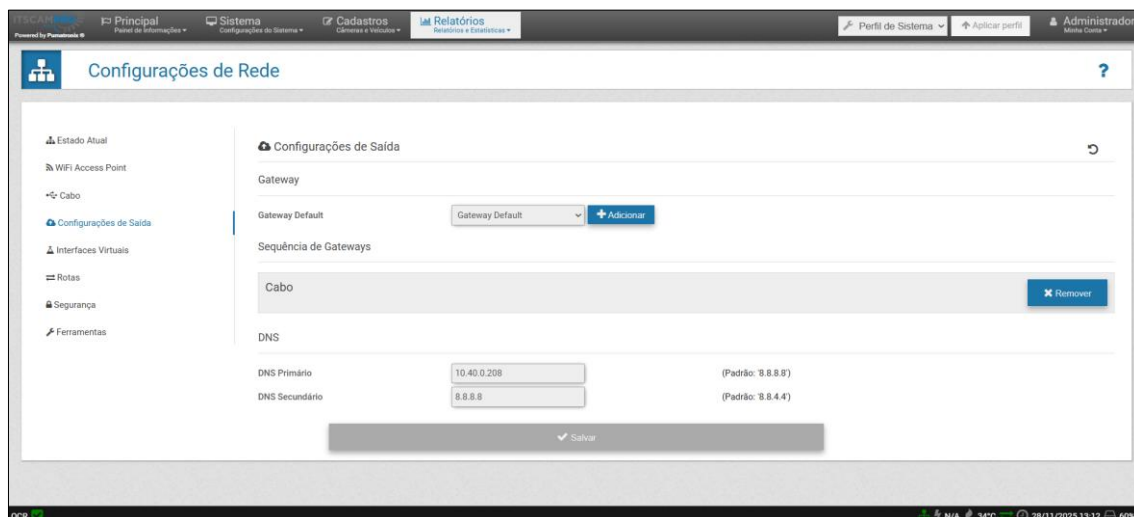 ITSCAM
Powered by Pumatronix ®
Principal
Painel de Informações
Sistema
Configurações do Sistema
Cadastros
Câmeras e Veículos
Relatórios
Relatórios e Estatísticas
Perfil de Sistema
Aplicar perfil
Administrador
Minha Conta
Configurações de Rede
?
Estado Atual
WiFi Access Point
Cabo
Configurações de Saída
Interfaces Virtuais
Rotas
Segurança
Ferramentas
Configurações de Saída
Gateway
Gateway Default
Gateway Default
Adicionar
Sequência de Gateways
Cabo
Remover
DNS
DNS Primário
10.40.0.208
(Padrão: '8.8.8.8')
DNS Secundário
8.8.8.8
(Padrão: '8.8.4.4')
Salvar
OCR
N/A
34°C
28/11/2025 13:12
60%